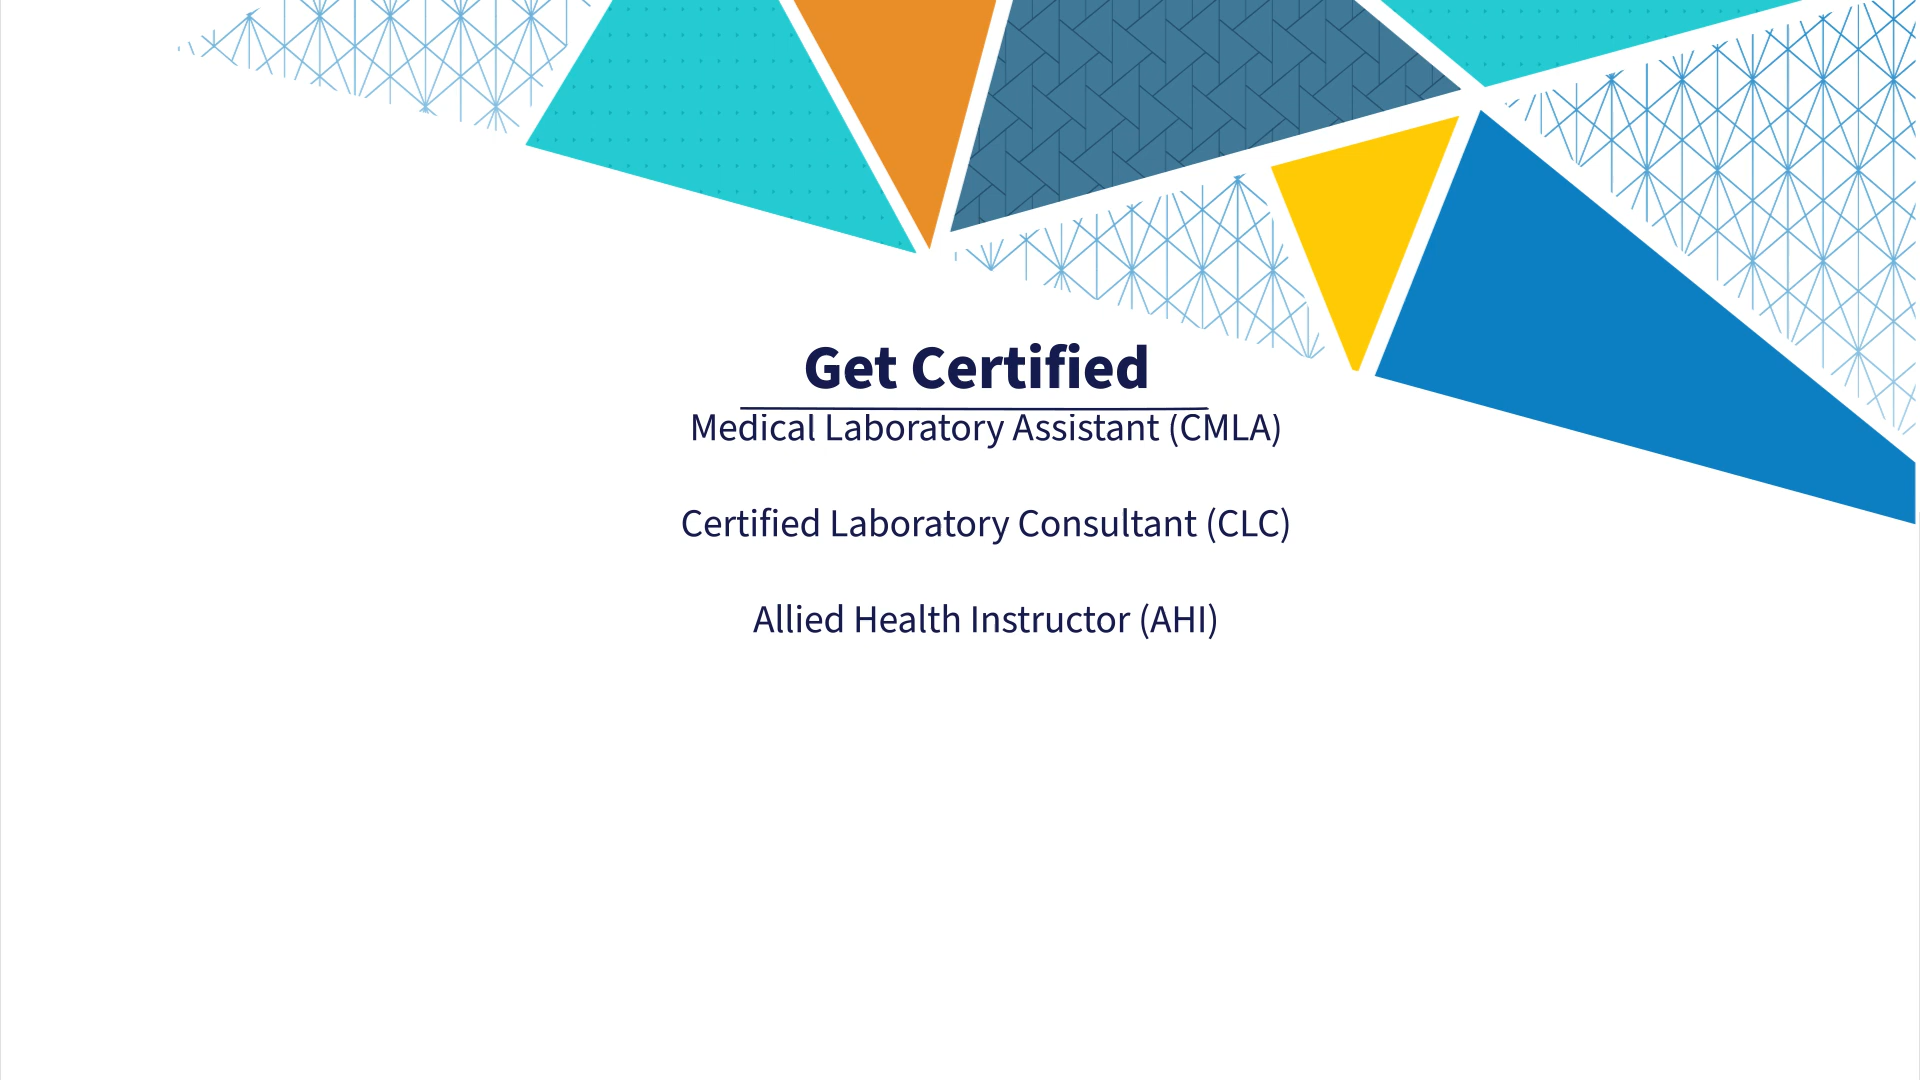 Get Certified
Medical Laboratory Assistant (CMLA)
Certified Laboratory Consultant (CLC)
Allied Health Instructor (AHI)